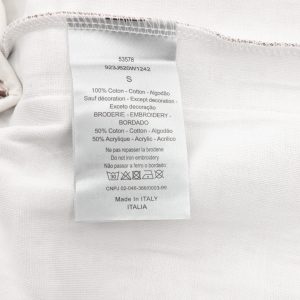 53578
923J620W1242
S
100% Coton - Cotton - Algodão
Sauf décoration - Except decoration -
Exceto decoração
BRODERIE - EMBROIDERY -
BORDADO
50% Coton - Cotton - Algodão
50% Acrylique - Acrylic - Acrilico
Ne pas repasser la broderie
Do not iron embroidery
Não passar a ferro o bordado
CNPJ
Made in ITALY
ITALIA